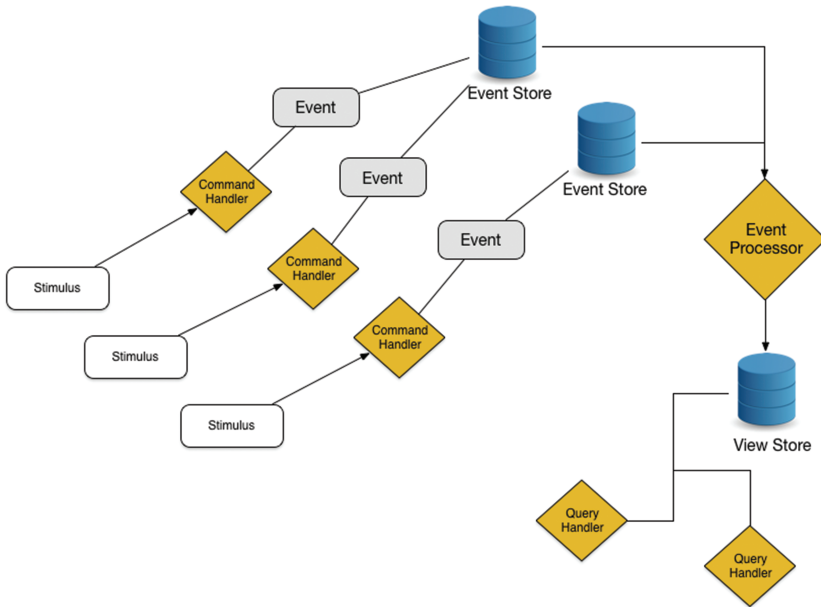 Event Store
Event
Event Store
Event
Command
Handler
Event
Event
Processor
Command
Handler
Stimulus
Command
Handler
Stimulus
Stimulus
View Store
Query
Handler
Query
Handler